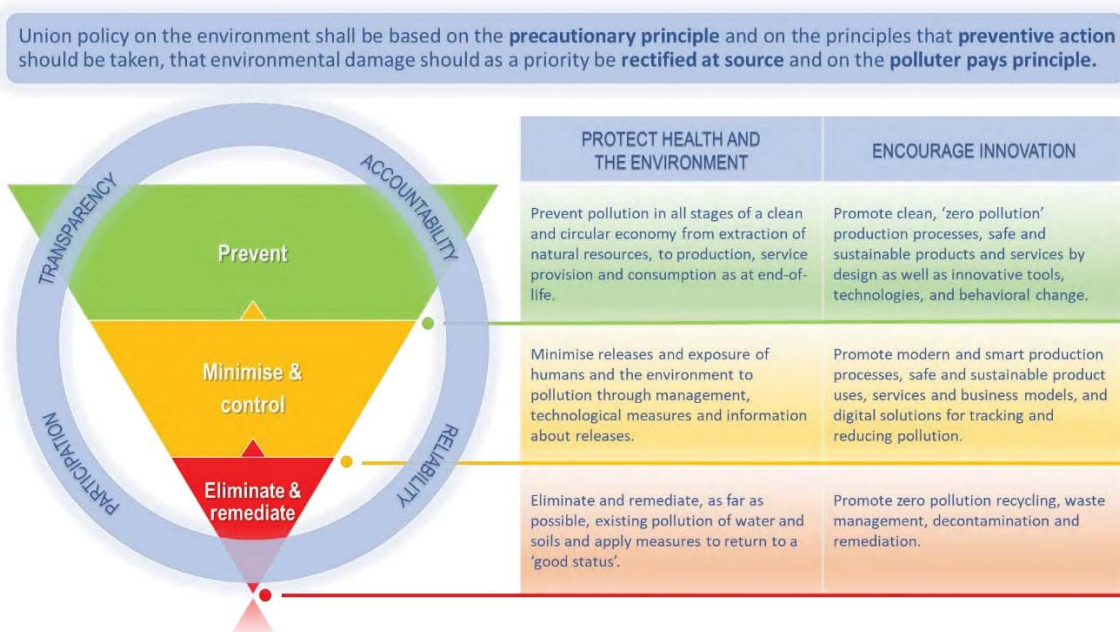 Union policy on the environment shall be based on the precautionary principle and on the principles that preventive action
should be taken, that environmental damage should as a priority be rectified at source and on the polluter pays principle.
TRANSPARENCY
ACCOUNTABILITY
PARTICIPATION
RELIABILITY
Prevent
Minimise &
control
Eliminate &
remediate
PROTECT HEALTH AND
THE ENVIRONMENT
Prevent pollution in all stages of a clean
and circular economy from extraction of
natural resources, to production, service
provision and consumption as at end-of-
life.
Minimise releases and exposure of
humans and the environment to
pollution through management,
technological measures and information
about releases.
Eliminate and remediate, as far as
possible, existing pollution of water and
soils and apply measures to return to a
‘good status’.
ENCOURAGE INNOVATION
Promote clean, ‘zero pollution’
production processes, safe and
sustainable products and services by
design as well as innovative tools,
technologies, and behavioral change.
Promote modern and smart production
processes, safe and sustainable product
uses, services and business models, and
digital solutions for tracking and
reducing pollution.
Promote zero pollution recycling, waste
management, decontamination and
remediation.